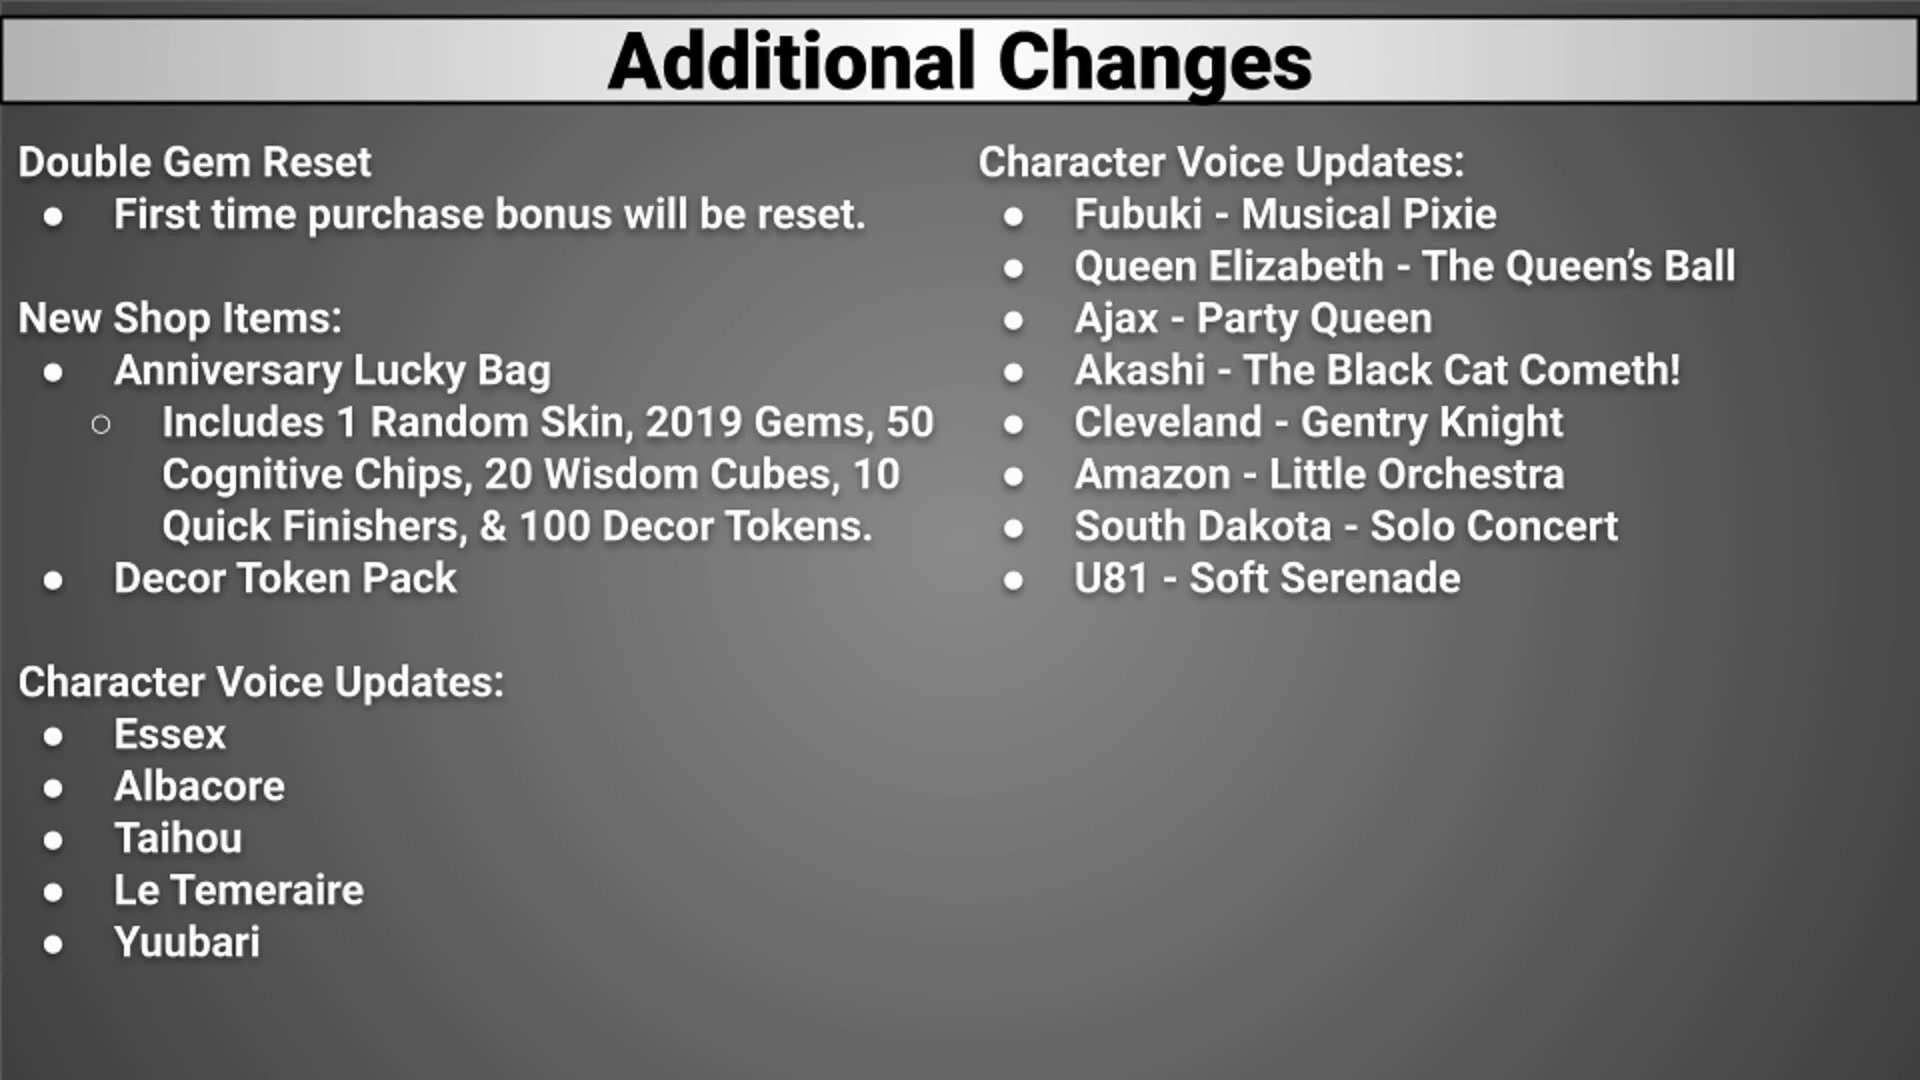 Additional Changes
Double Gem Reset
● First time purchase bonus will be reset.
New Shop Items:
● Anniversary Lucky Bag
○ Includes 1 Random Skin, 2019 Gems, 50
Cognitive Chips, 20 Wisdom Cubes, 10
Quick Finishers, & 100 Decor Tokens.
● Decor Token Pack
Character Voice Updates:
● Essex
● Albacore
● Taihou
● Le Temeraire
● Yuubari
Character Voice Updates:
● Fubuki - Musical Pixie
● Queen Elizabeth - The Queen’s Ball
● Ajax - Party Queen
● Akashi - The Black Cat Cometh!
● Cleveland - Gentry Knight
● Amazon - Little Orchestra
● South Dakota - Solo Concert
● U81 - Soft Serenade